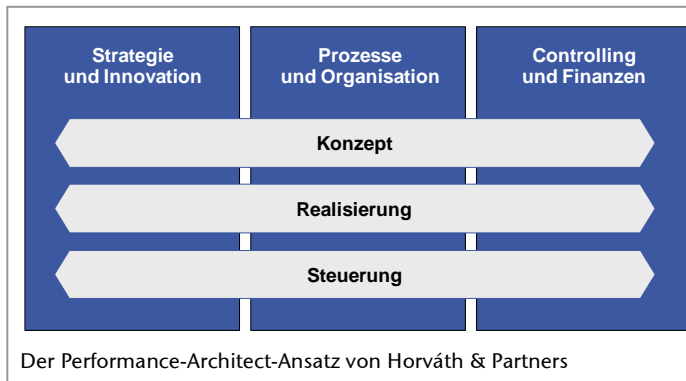 Strategie
und Innovation
Prozesse
und Organisation
Controlling
und Finanzen
Konzept
Realisierung
Steuerung
Der Performance-Architect-Ansatz von Horváth & Partners